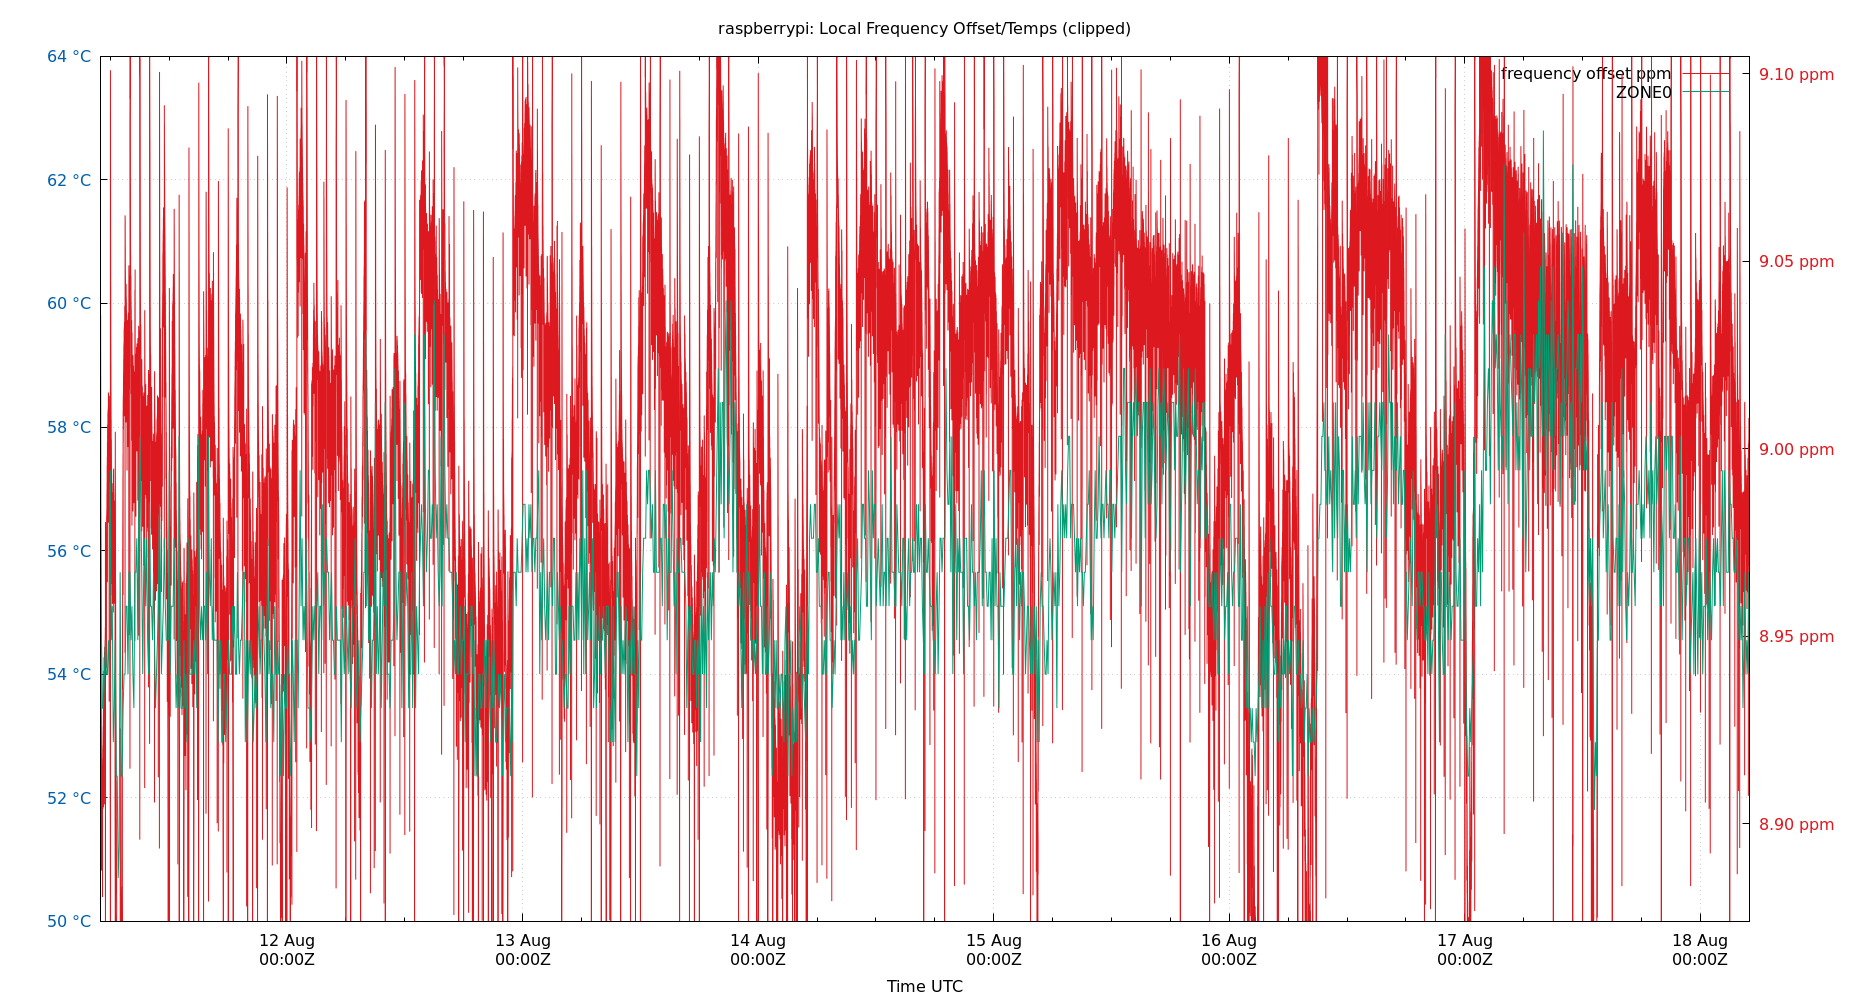 raspberrypi: Local Frequency Offset/Temps (clipped)
64 °C
62 °C
60 °C
58 °C
56 °C
54 °C
52 °C
50 °C
frequency offset ppm
ZONE0
9.10 ppm
9.05 ppm
9.00 ppm
8.95 ppm
8.90 ppm
12 Aug
00:00Z
13 Aug
00:00Z
14 Aug
00:00Z
15 Aug
00:00Z
16 Aug
00:00Z
17 Aug
00:00Z
18 Aug
00:00Z
Time UTC